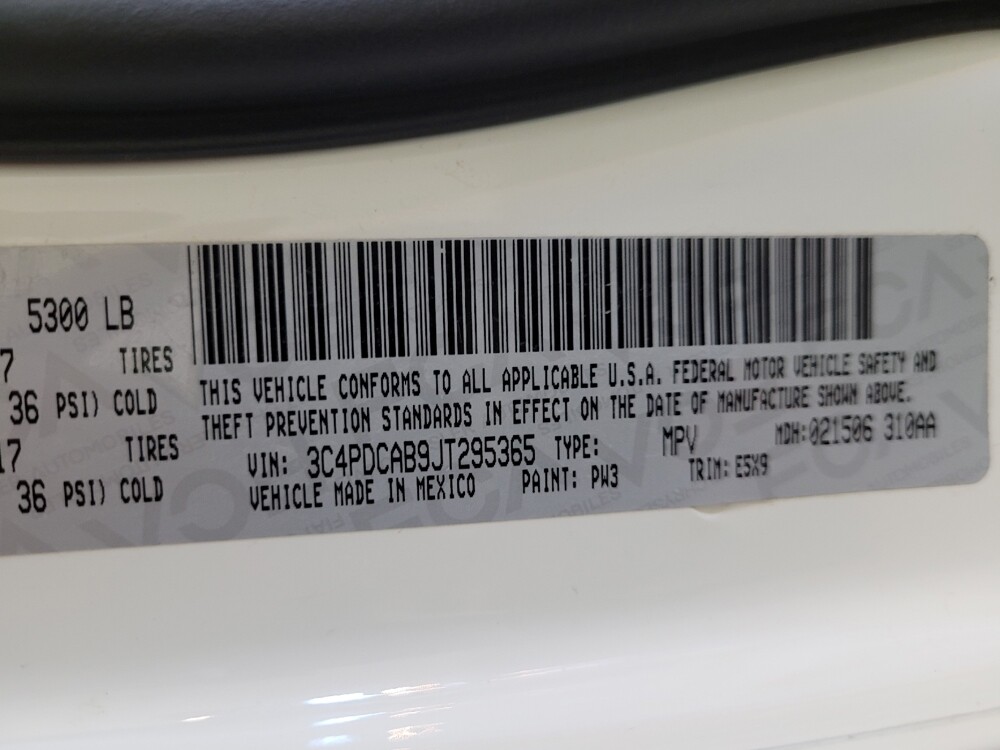 5300 LB
7 TIRES
36 PSI) COLD
17 TIRES
36 PSI) COLD
THIS VEHICLE CONFORMS TO ALL APPLICABLE U.S.A. FEDERAL MOTOR VEHICLE SAFETY AND
THEFT PREVENTION STANDARDS IN EFFECT ON THE DATE OF MANUFACTURE SHOWN ABOVE.
VIN: 3C4PDCAB9JT295365 TYPE: MPV MDH:021506 310AA
VEHICLE MADE IN MEXICO PAINT: PW3 TRIM: E5X9